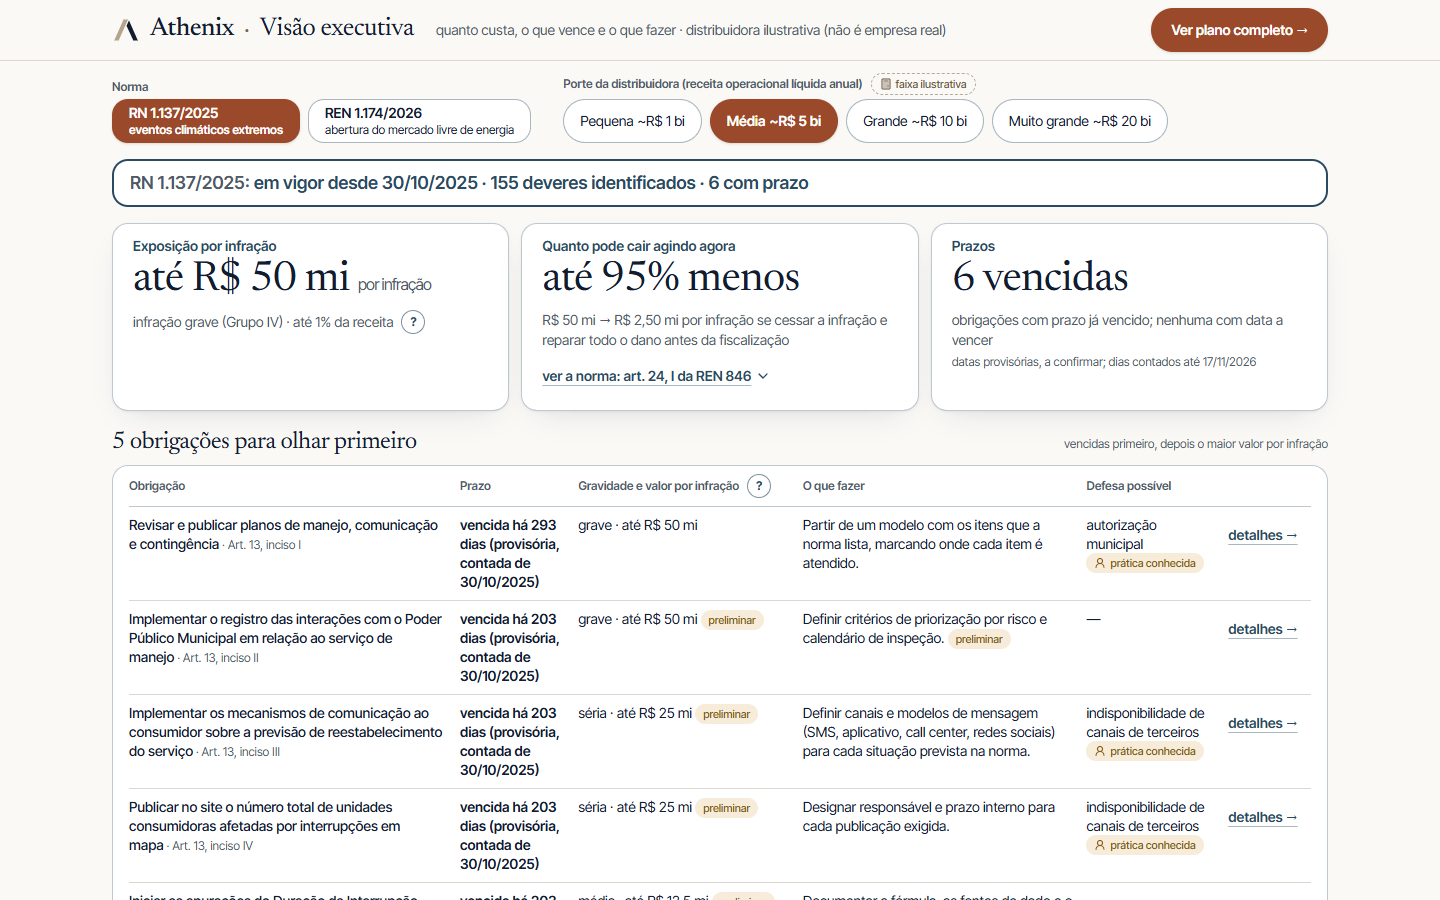 Athenix · Visão executiva
quanto custa, o que vence e o que fazer · distribuidora ilustrativa (não é empresa real)
Ver plano completo →
Norma
RN 1.137/2025
eventos climáticos extremos
REN 1.174/2026
abertura do mercado livre de energia
Porte da distribuidora (receita operacional líquida anual)
faixa ilustrativa
Pequena ~R$ 1 bi
Média ~R$ 5 bi
Grande ~R$ 10 bi
Muito grande ~R$ 20 bi
RN 1.137/2025: em vigor desde 30/10/2025 · 155 deveres identificados · 6 com prazo
Exposição por infração
até R$ 50 mi por infração
infração grave (Grupo IV) · até 1% da receita ?
Quanto pode cair agindo agora
até 95% menos
R$ 50 mi → R$ 2,50 mi por infração se cessar a infração e
reparar todo o dano antes da fiscalização
ver a norma: art. 24, I da REN 846
Prazos
6 vencidas
obrigações com prazo já vencido; nenhuma com data a
vencer
datas provisórias, a confirmar; dias contados até 17/11/2026
5 obrigações para olhar primeiro
vencidas primeiro, depois o maior valor por infração
Obrigação
Prazo
Gravidade e valor por infração ?
O que fazer
Defesa possível
Revisar e publicar planos de manejo, comunicação
e contingência · Art. 13, inciso I
vencida há 293
dias (provisória,
contada de
30/10/2025)
grave · até R$ 50 mi
Partir de um modelo com os itens que a
norma lista, marcando onde cada item é
atendido.
autorização
municipal
prática conhecida
detalhes →
Implementar o registro das interações com o Poder
Público Municipal em relação ao serviço de
manejo · Art. 13, inciso II
vencida há 203
dias (provisória,
contada de
30/10/2025)
grave · até R$ 50 mi preliminar
Definir critérios de priorização por risco e
calendário de inspeção. preliminar
—
detalhes →
Implementar os mecanismos de comunicação ao
consumidor sobre a previsão de reestabelecimento
do serviço · Art. 13, inciso III
vencida há 203
dias (provisória,
contada de
30/10/2025)
séria · até R$ 25 mi preliminar
Definir canais e modelos de mensagem
(SMS, aplicativo, call center, redes sociais)
para cada situação prevista na norma.
indisponibilidade de
canais de terceiros
prática conhecida
detalhes →
Publicar no site o número total de unidades
consumidoras afetadas por interrupções em
mapa · Art. 13, inciso IV
vencida há 203
dias (provisória,
contada de
30/10/2025)
séria · até R$ 25 mi preliminar
Designar responsável e prazo interno para
cada publicação exigida.
indisponibilidade de
canais de terceiros
prática conhecida
detalhes →